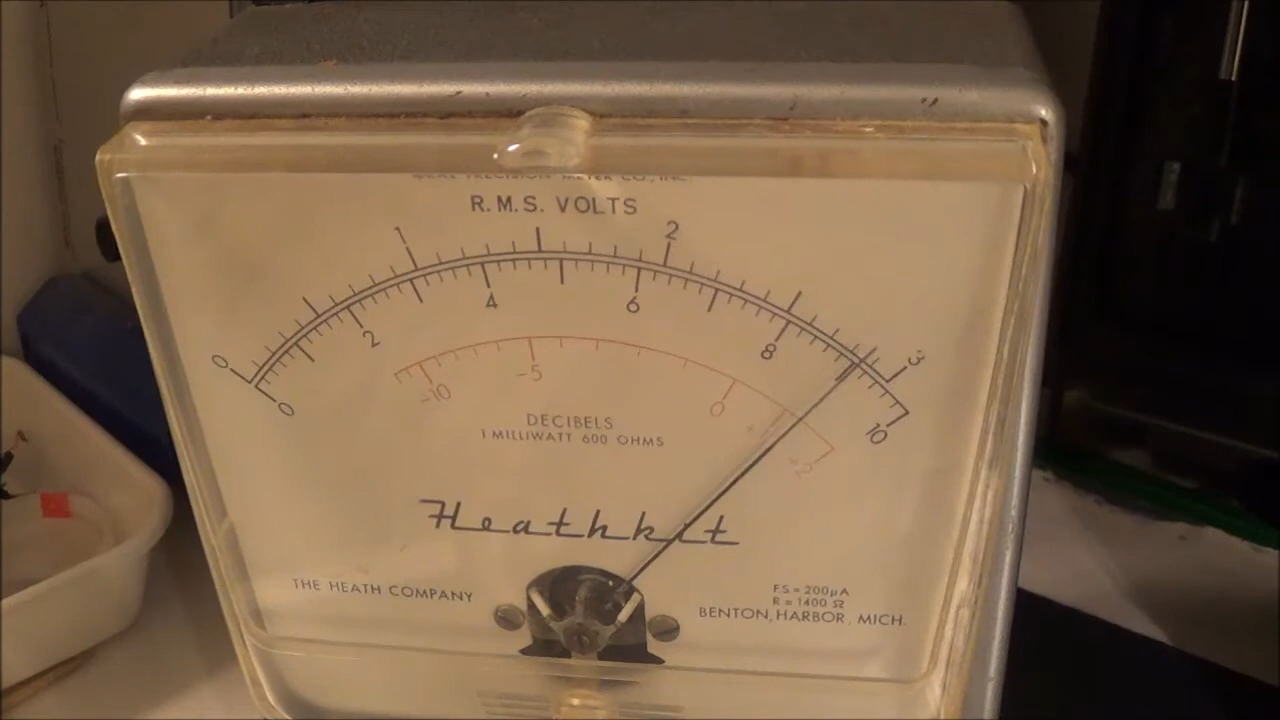 R.M.S. VOLTS
0 1 2 3
0 2 4 6 8 10
-10 -5 0 +2
DECIBELS
1 MILLIWATT 600 OHMS
Heathkit
THE HEATH COMPANY
F.S. = 200µA
R = 1400 Ω
BENTON, HARBOR, MICH.